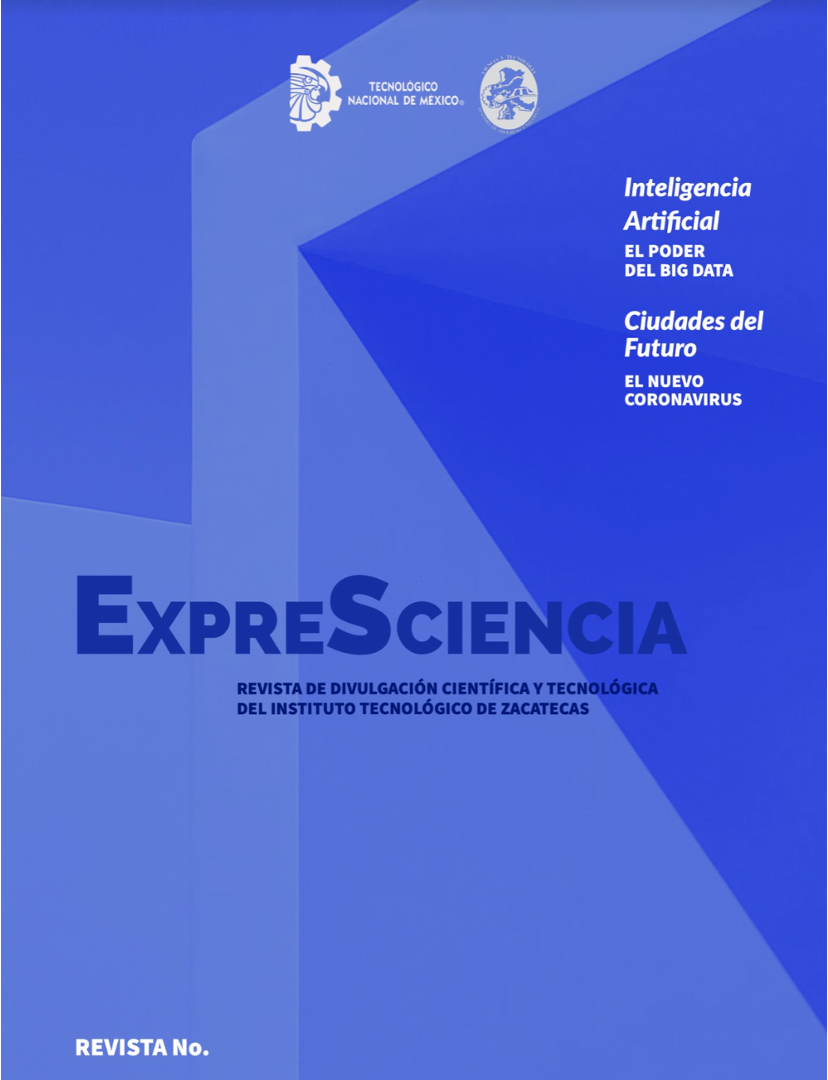 TECNOLÓGICO
NACIONAL DE MÉXICO®
Inteligencia
Artificial
EL PODER
DEL BIG DATA
Ciudades del
Futuro
EL NUEVO
CORONAVIRUS
EXPRESCIENCIA
REVISTA DE DIVULGACIÓN CIENTÍFICA Y TECNOLÓGICA
DEL INSTITUTO TECNOLÓGICO DE ZACATECAS
REVISTA No.